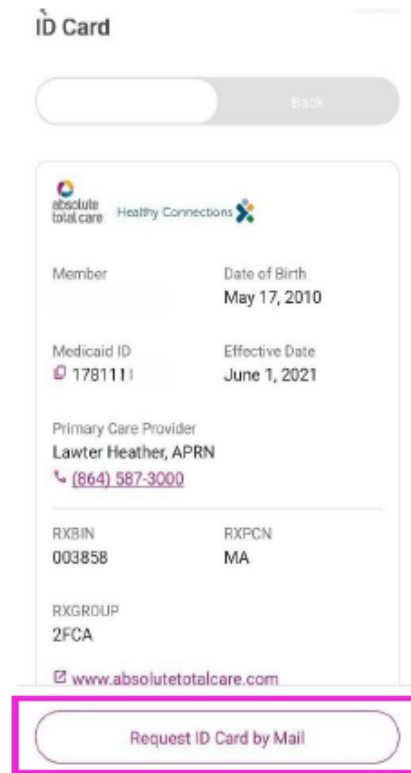 ID Card
Back
absolute
total care
Healthy Connections
Member
Date of Birth
May 17, 2010
Medicaid ID
Effective Date
1781111
June 1, 2021
Primary Care Provider
Lawter Heather, APRN
(864) 587-3000
RXBIN
RXPCN
003858
MA
RXGROUP
2FCA
www.absolutetotalcare.com
Request ID Card by Mail